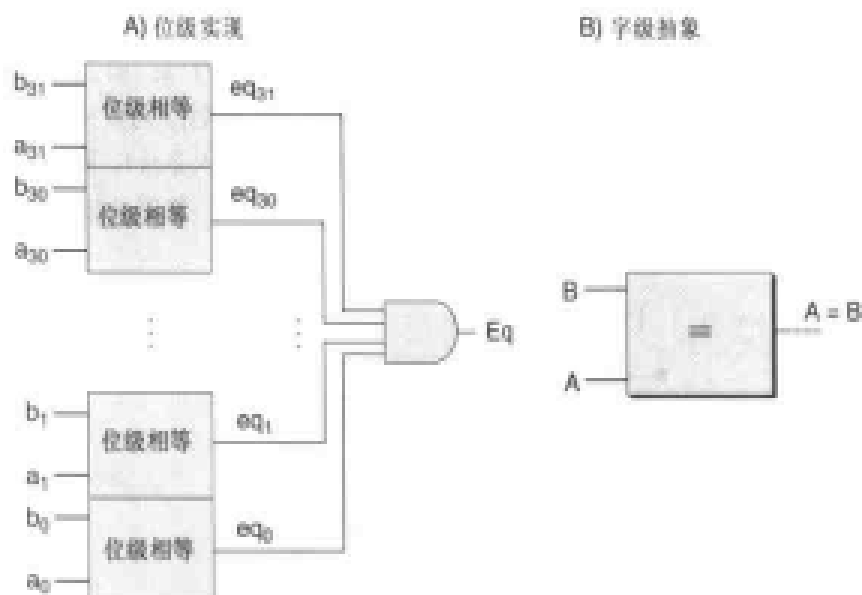 A) 位级实现
b31
位级相等
eq31
a31
b30
位级相等
eq30
a30
Eq
b1
位级相等
eq1
a1
b0
位级相等
eq0
a0
B) 字级抽象
B
=
A = B
A